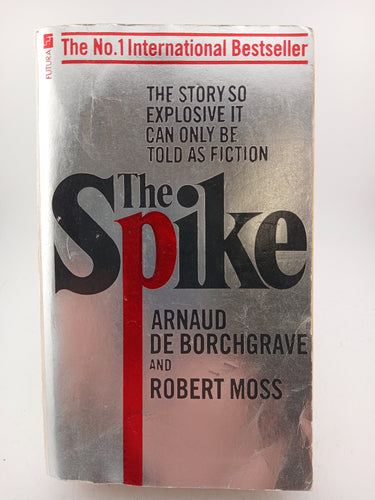 FUTURA
The No.1 International Bestseller
THE STORY SO
EXPLOSIVE IT
CAN ONLY BE
TOLD AS FICTION
The
Spike
ARNAUD
DE BORCHGRAVE
AND
ROBERT MOSS